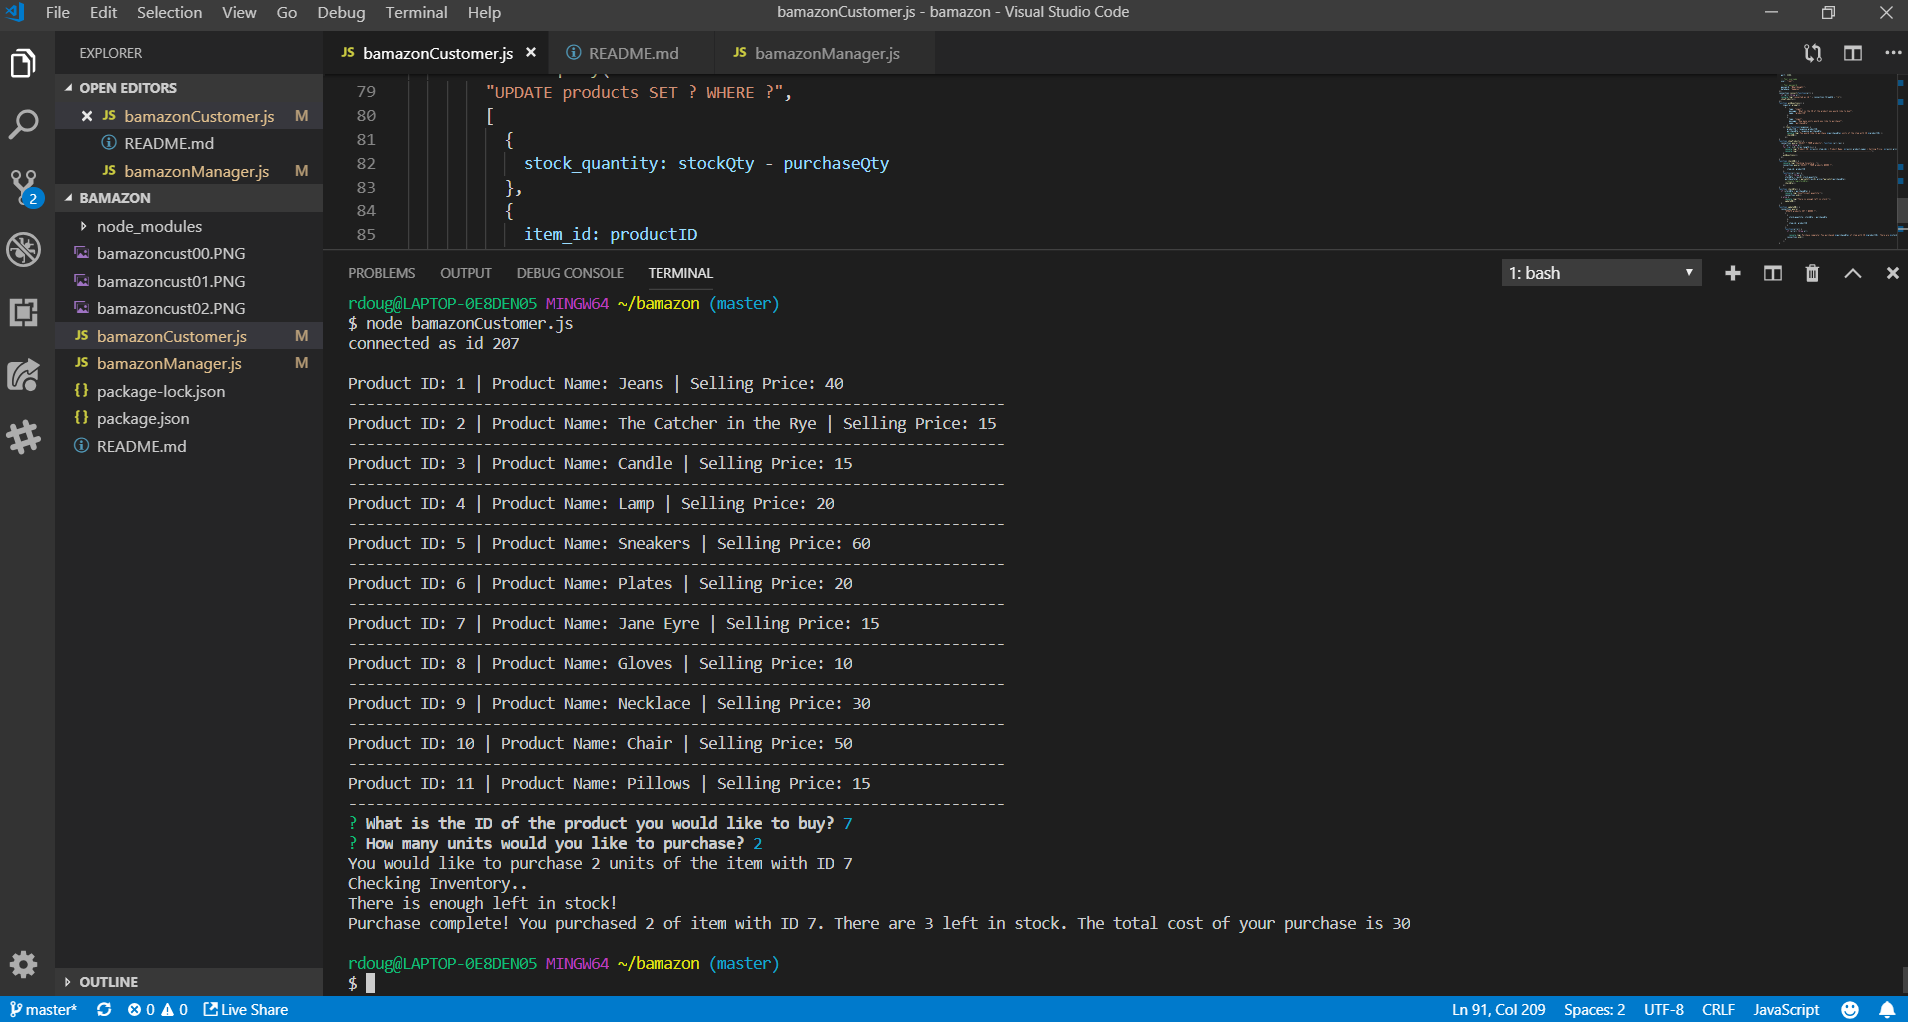 File Edit Selection View Go Debug Terminal Help
bamazonCustomer.js - bamazon - Visual Studio Code
EXPLORER
OPEN EDITORS
JS bamazonCustomer.js M
README.md
JS bamazonManager.js M
2
BAMAZON
node_modules
bamazoncust00.PNG
bamazoncust01.PNG
bamazoncust02.PNG
JS bamazonCustomer.js M
JS bamazonManager.js M
{} package-lock.json
{} package.json
README.md
OUTLINE
JS bamazonCustomer.js
README.md
JS bamazonManager.js
79 "UPDATE products SET ? WHERE ?",
80 [
81 {
82 stock_quantity: stockQty - purchaseQty
83 },
84 {
85 item_id: productID
PROBLEMS OUTPUT DEBUG CONSOLE TERMINAL
1: bash
rdoug@LAPTOP-0E8DEN05 MINGW64 ~/bamazon (master)
$ node bamazonCustomer.js
connected as id 207
Product ID: 1 | Product Name: Jeans | Selling Price: 40
-------------------------------------------------------------------------
Product ID: 2 | Product Name: The Catcher in the Rye | Selling Price: 15
-------------------------------------------------------------------------
Product ID: 3 | Product Name: Candle | Selling Price: 15
-------------------------------------------------------------------------
Product ID: 4 | Product Name: Lamp | Selling Price: 20
-------------------------------------------------------------------------
Product ID: 5 | Product Name: Sneakers | Selling Price: 60
-------------------------------------------------------------------------
Product ID: 6 | Product Name: Plates | Selling Price: 20
-------------------------------------------------------------------------
Product ID: 7 | Product Name: Jane Eyre | Selling Price: 15
-------------------------------------------------------------------------
Product ID: 8 | Product Name: Gloves | Selling Price: 10
-------------------------------------------------------------------------
Product ID: 9 | Product Name: Necklace | Selling Price: 30
-------------------------------------------------------------------------
Product ID: 10 | Product Name: Chair | Selling Price: 50
-------------------------------------------------------------------------
Product ID: 11 | Product Name: Pillows | Selling Price: 15
-------------------------------------------------------------------------
? What is the ID of the product you would like to buy? 7
? How many units would you like to purchase? 2
You would like to purchase 2 units of the item with ID 7
Checking Inventory..
There is enough left in stock!
Purchase complete! You purchased 2 of item with ID 7. There are 3 left in stock. The total cost of your purchase is 30
rdoug@LAPTOP-0E8DEN05 MINGW64 ~/bamazon (master)
$
master* 0 0 Live Share
Ln 91, Col 209 Spaces: 2 UTF-8 CRLF JavaScript